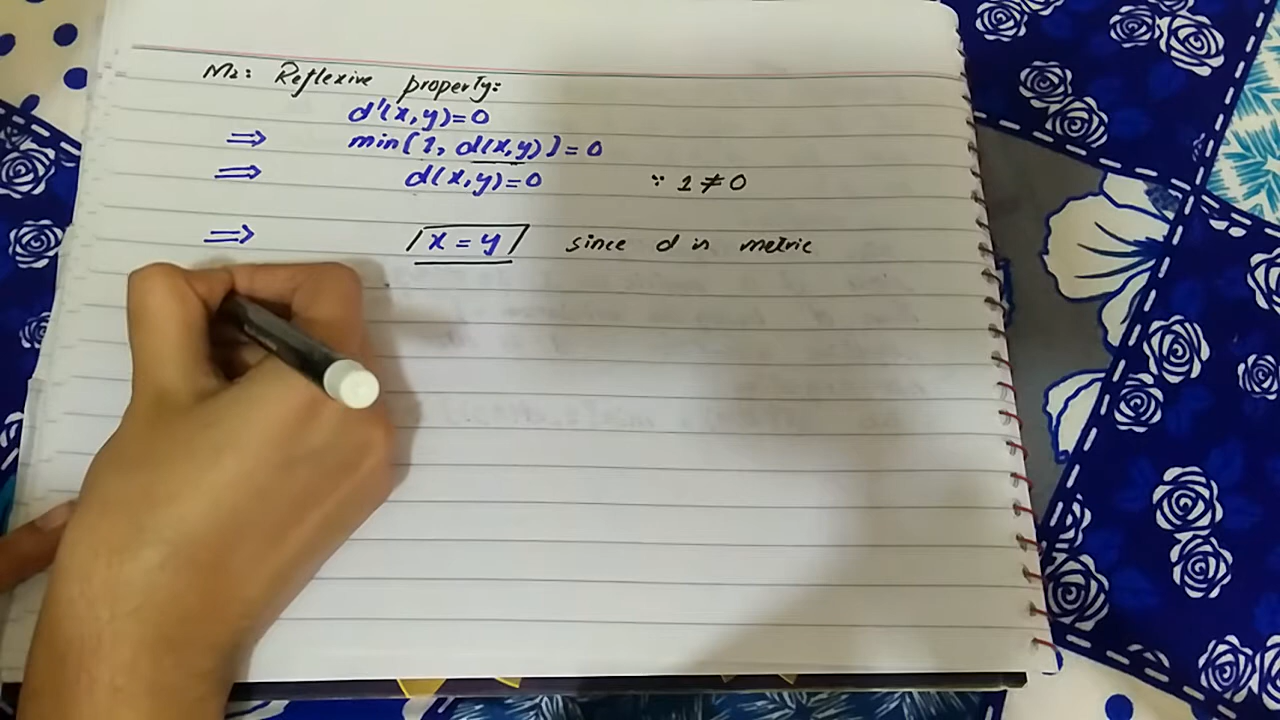 M2: Reflexive property:
d'(x,y)=0
⇒ min[1, d(x,y)]=0
⇒ d(x,y)=0 ∵ 1≠0
⇒ x=y since d is metric